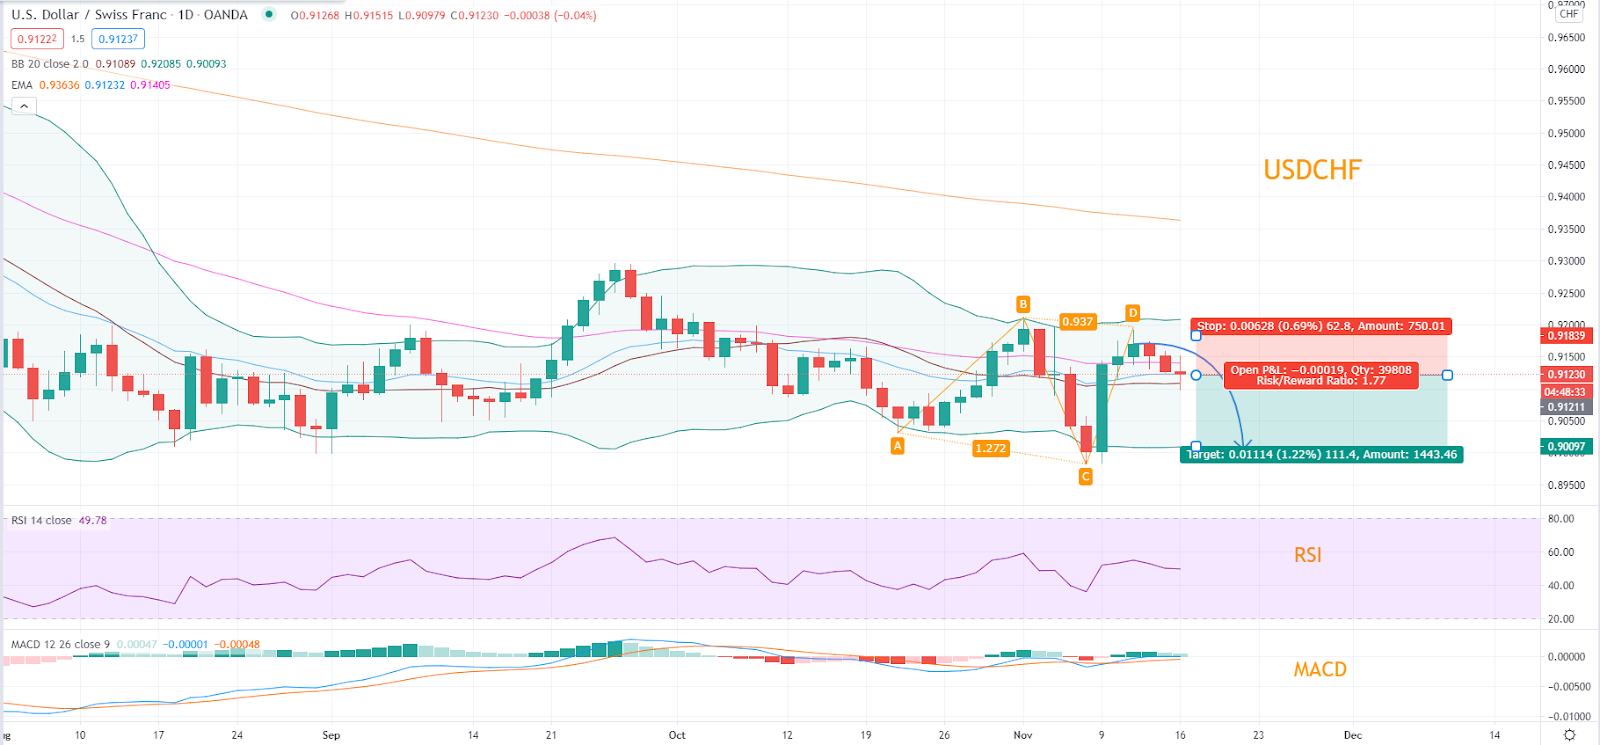 U.S. Dollar / Swiss Franc · 1D · OANDA O0.91268 H0.91515 L0.90979 C0.91230 −0.00038 (−0.04%)
0.91222 1.5 0.91237
BB 20 close 2 0 0.91089 0.92085 0.90093
EMA 0.93636 0.91232 0.91405
0.97000
CHF
0.96500
0.96000
0.95500
0.95000
0.94500
0.94000
0.93500
0.93000
0.92500
0.92000
0.91839
0.91500
0.91230
04:48:33
0.91211
0.90500
0.90097
0.89500
USDCHF
B
0.937
D
A
1.272
C
Stop: 0.00628 (0.69%) 62.8, Amount: 750.01
Open P&L: −0.00019, Qty: 39808
Risk/Reward Ratio: 1.77
Target: 0.01114 (1.22%) 111.4, Amount: 1443.46
RSI 14 close 49.78
RSI
80.00
60.00
40.00
20.00
MACD 12 26 close 9 0.00047 −0.00001 −0.00048
MACD
0.00000
−0.00500
−0.01000
10 17 24 Sep 14 21 Oct 12 19 26 Nov 9 16 23 Dec 14